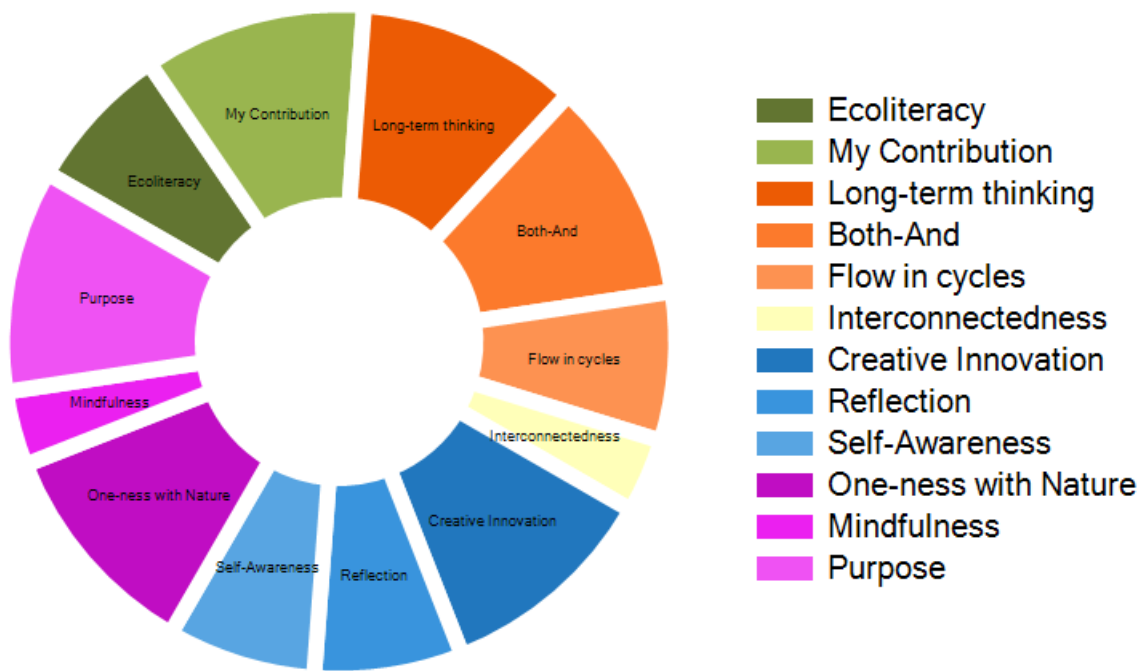 My Contribution
Long-term thinking
Ecoliteracy
Both-And
Purpose
Flow in cycles
Mindfulness
Interconnectedness
One-ness with Nature
Creative Innovation
Self-Awareness
Reflection
Ecoliteracy
My Contribution
Long-term thinking
Both-And
Flow in cycles
Interconnectedness
Creative Innovation
Reflection
Self-Awareness
One-ness with Nature
Mindfulness
Purpose